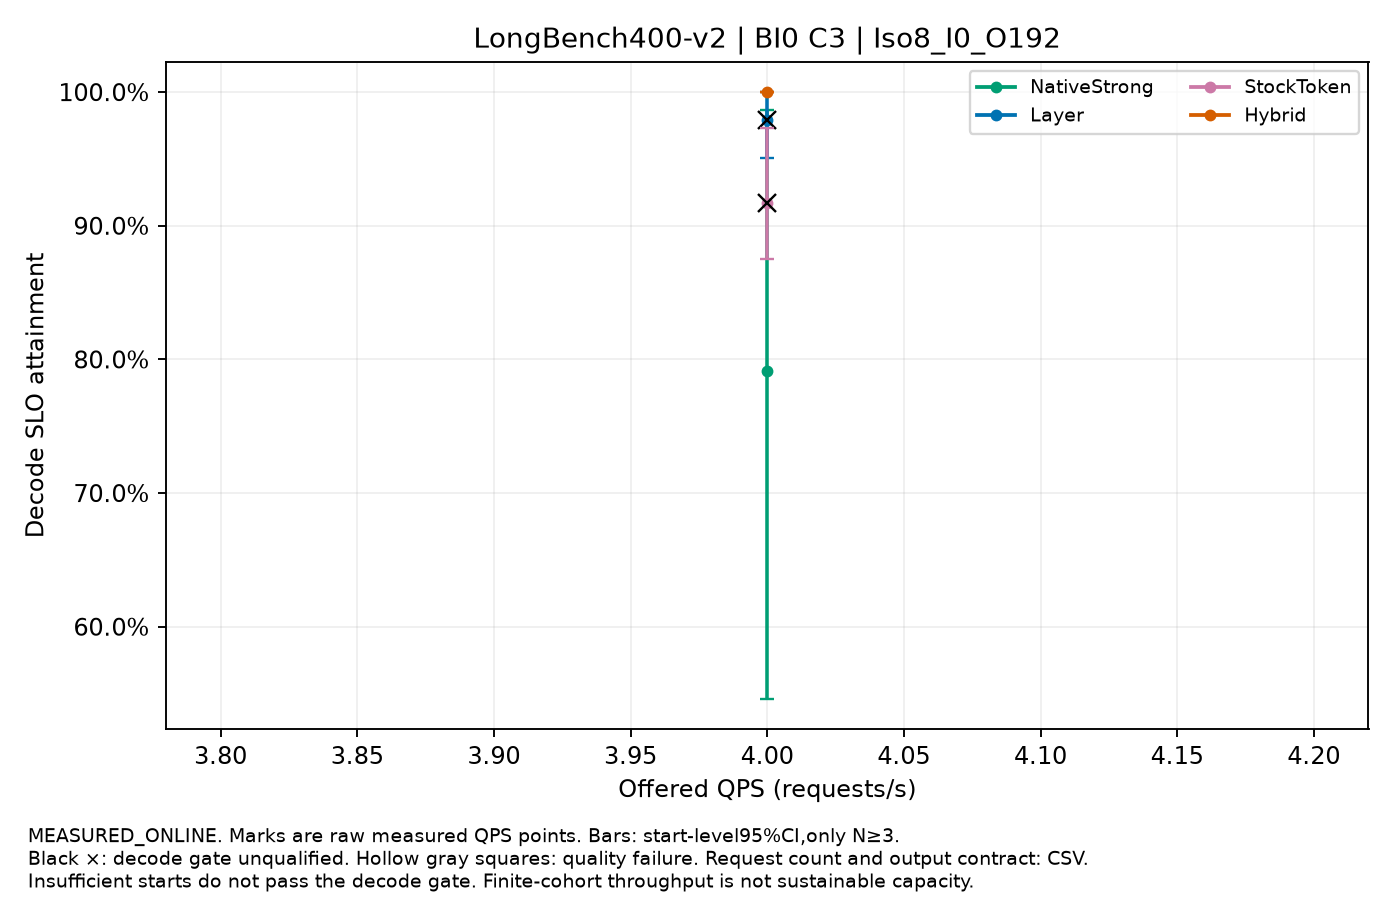 LongBench400-v2 | BI0 C3 | Iso8_I0_O192
NativeStrong
Layer
StockToken
Hybrid
100.0%
90.0%
80.0%
70.0%
60.0%
Decode SLO attainment
3.80 3.85 3.90 3.95 4.00 4.05 4.10 4.15 4.20
Offered QPS (requests/s)
MEASURED_ONLINE. Marks are raw measured QPS points. Bars: start-level95%CI,only N≥3.
Black ×: decode gate unqualified. Hollow gray squares: quality failure. Request count and output contract: CSV.
Insufficient starts do not pass the decode gate. Finite-cohort throughput is not sustainable capacity.